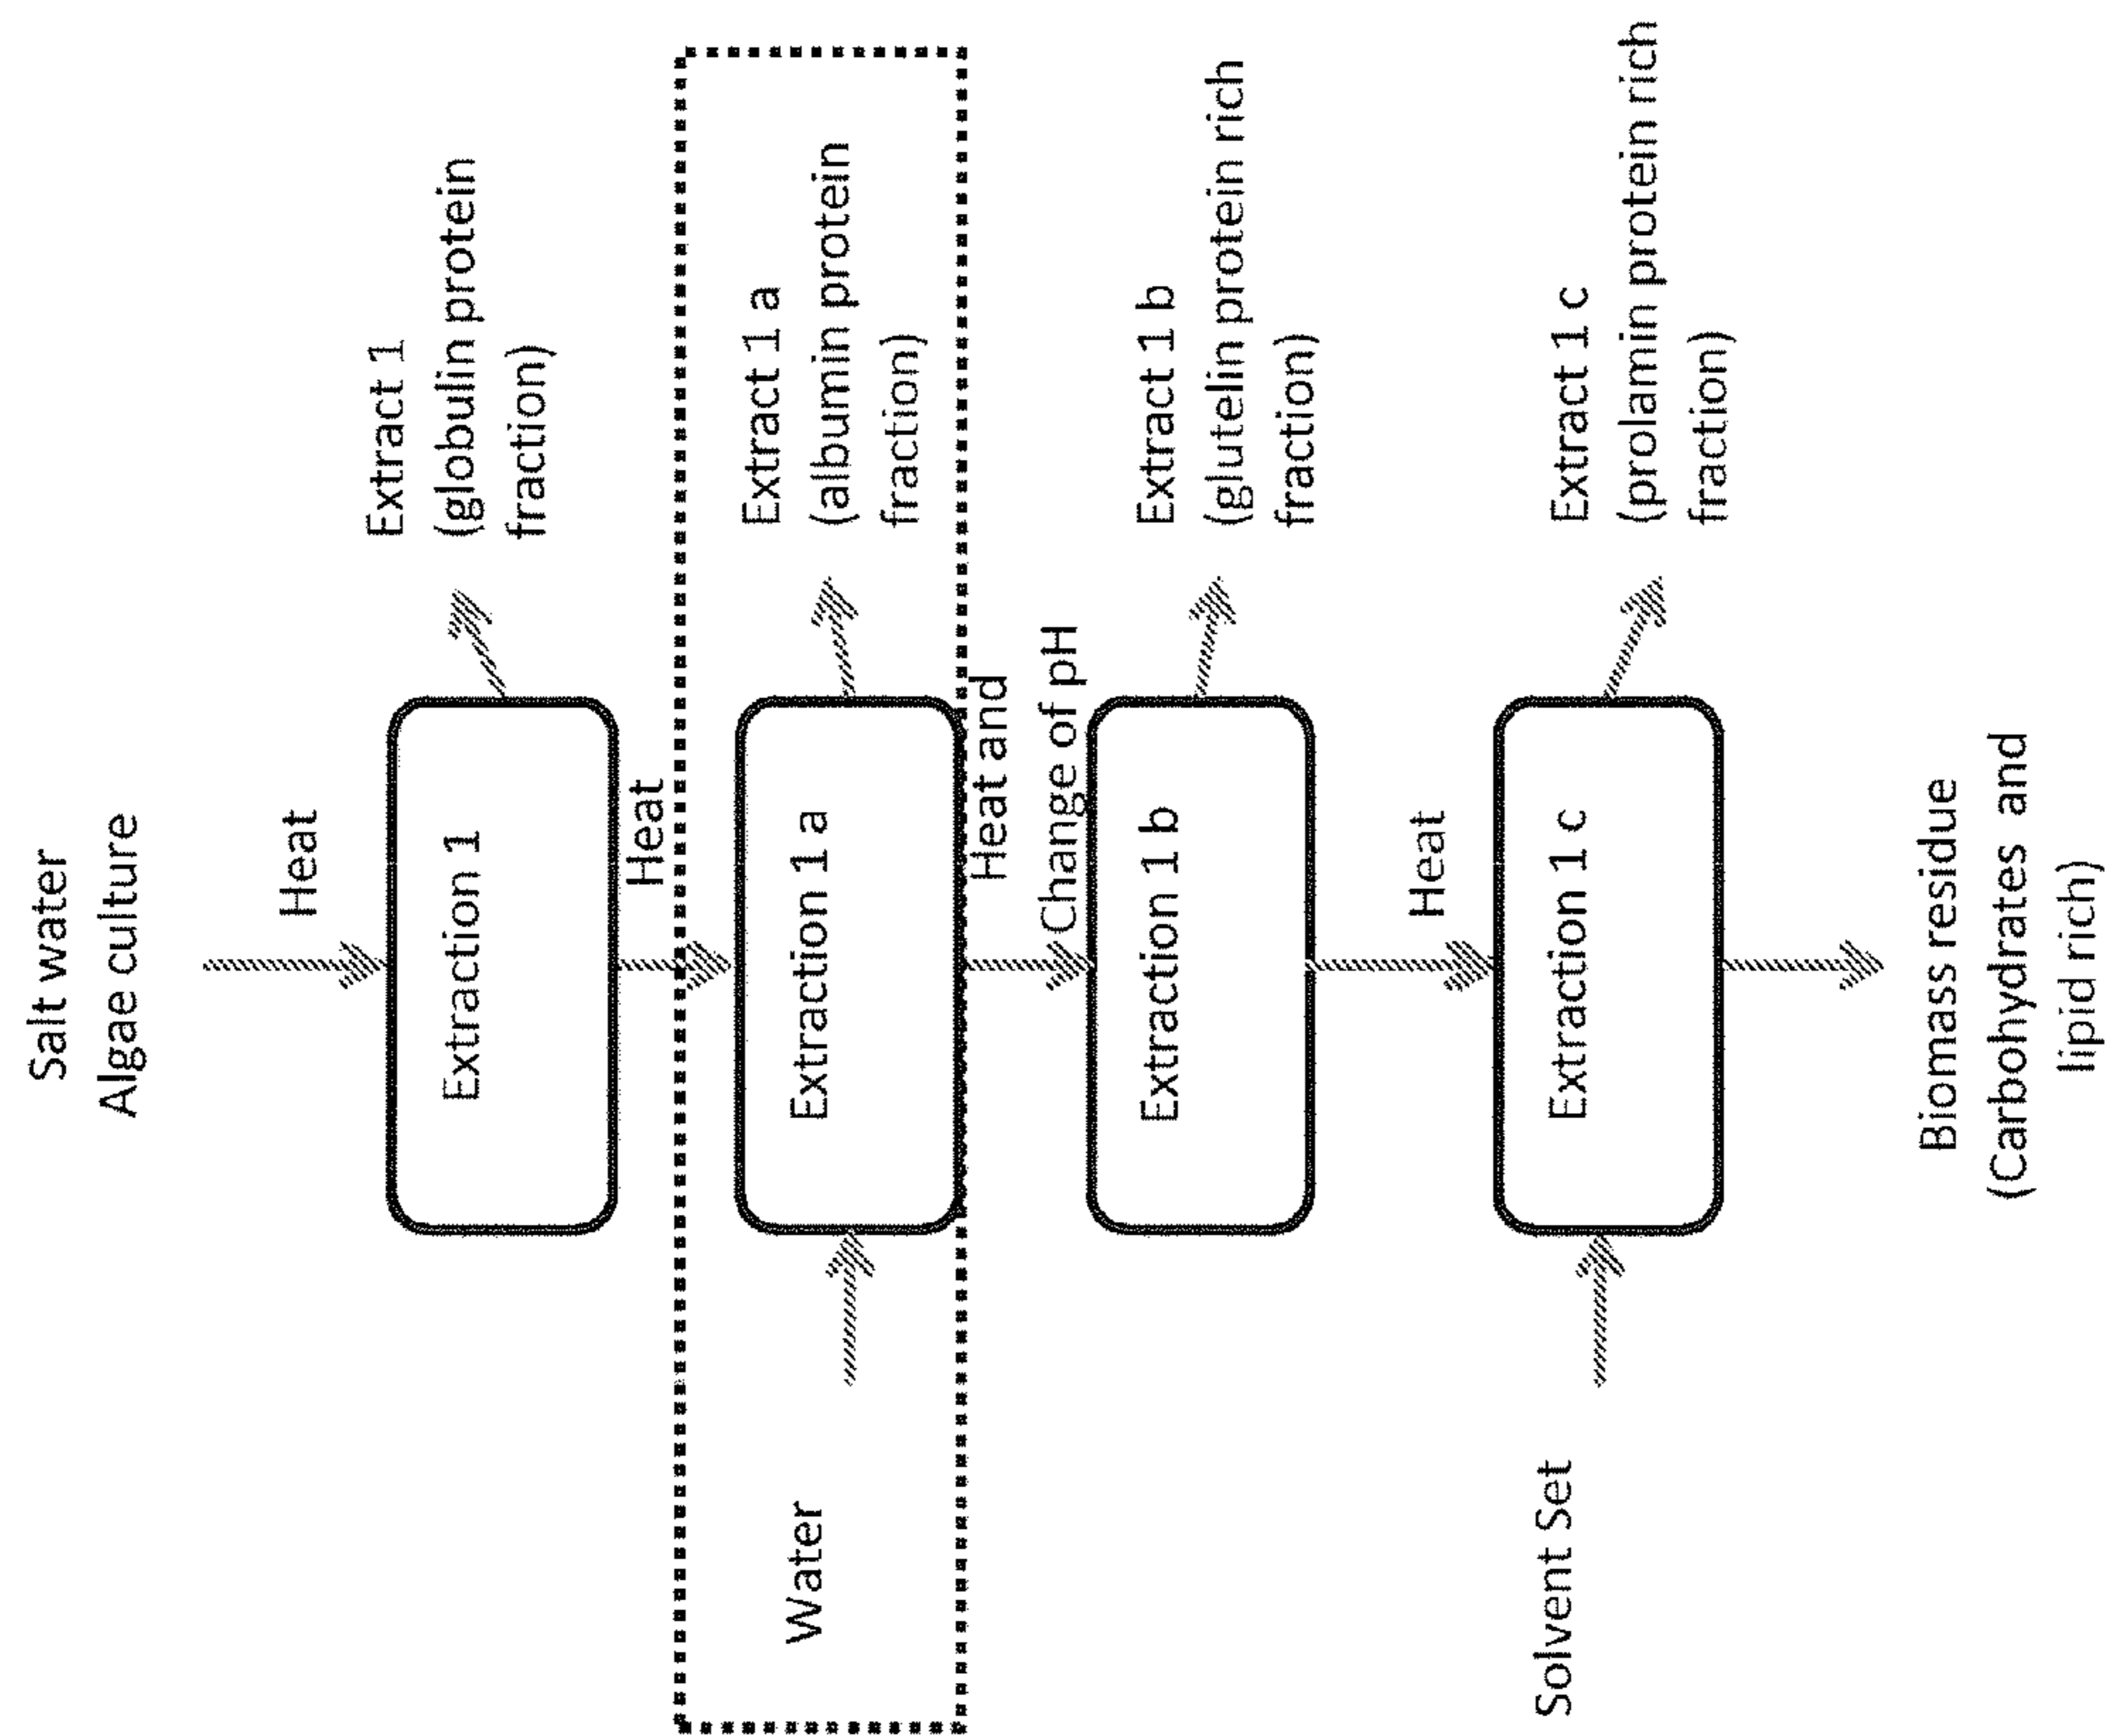 Salt water
Algae culture
Heat
Extraction 1
Extract 1
(globulin protein
fraction)
Heat
Water
Extraction 1 a
Extract 1 a
(albumin protein
fraction)
Heat and
Change of pH
Extraction 1 b
Extract 1 b
(glutelin protein rich
fraction)
Heat
Solvent Set
Extraction 1 c
Extract 1 c
(prolamin protein rich
fraction)
Biomass residue
(Carbohydrates and
lipid rich)